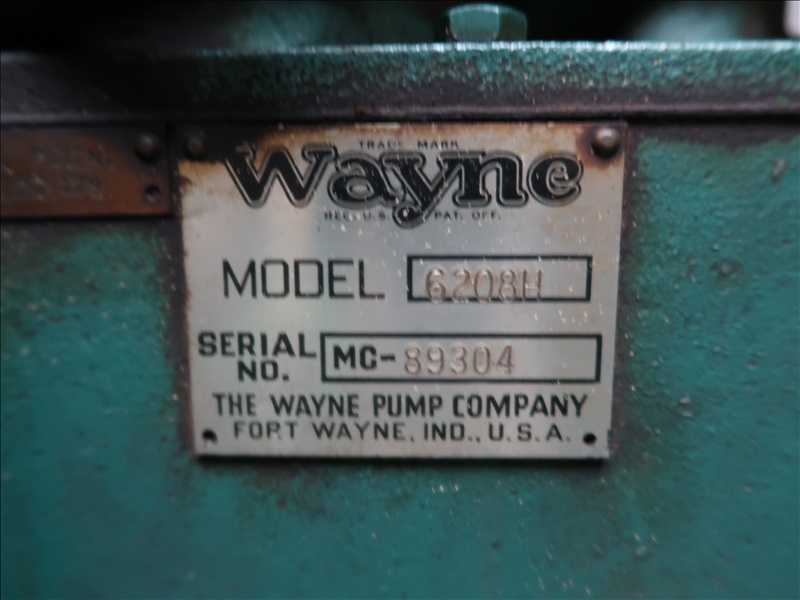 TRADE MARK
Wayne
REG. U.S. PAT. OFF.
MODEL 6208H
SERIAL NO. MC-89304
THE WAYNE PUMP COMPANY
FORT WAYNE, IND., U.S.A.